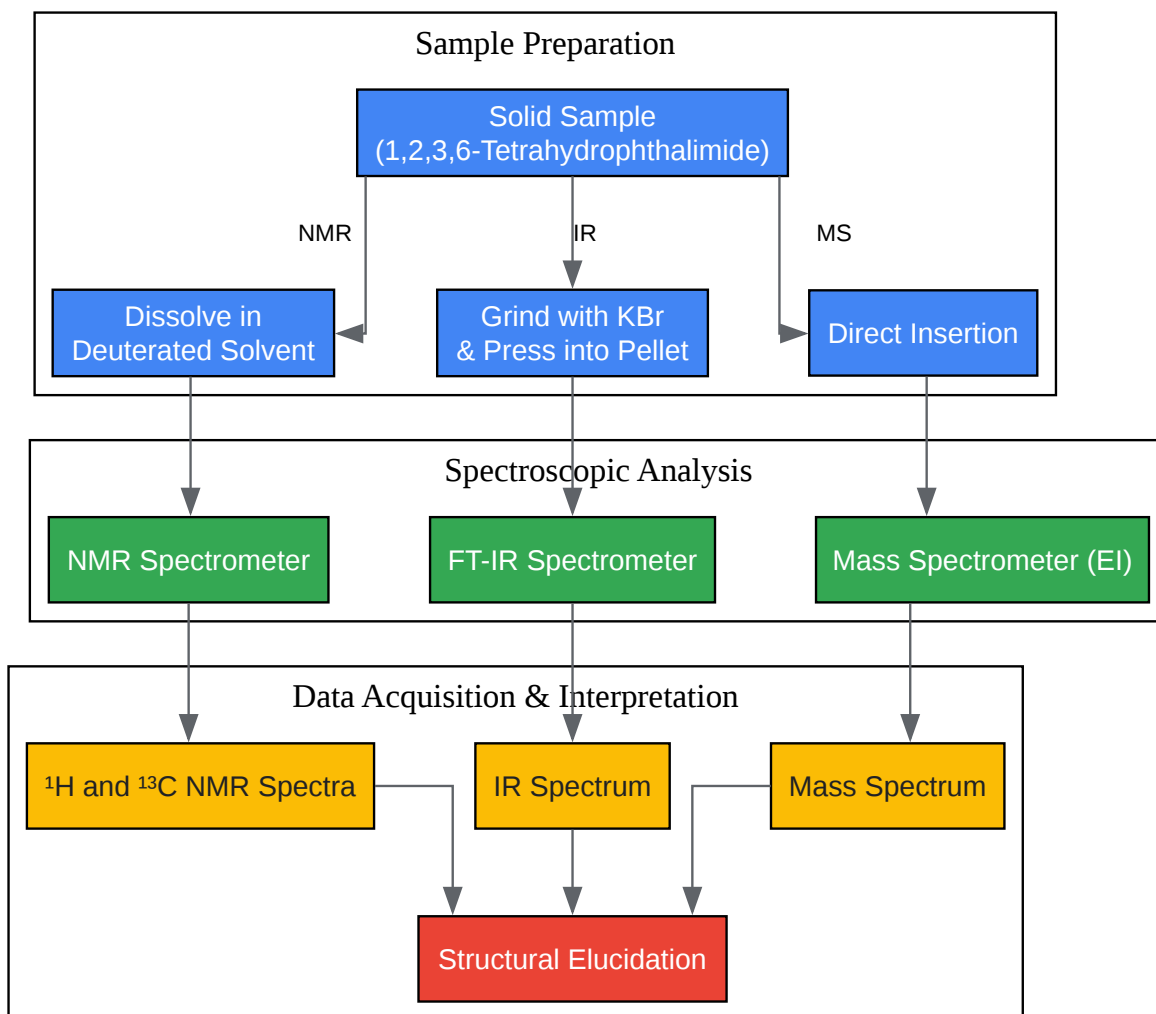 Sample Preparation
Solid Sample
(1,2,3,6-Tetrahydrophthalimide)
NMR
IR
MS
Dissolve in
Deuterated Solvent
Grind with KBr
& Press into Pellet
Direct Insertion
Spectroscopic Analysis
NMR Spectrometer
FT-IR Spectrometer
Mass Spectrometer (EI)
Data Acquisition & Interpretation
¹H and ¹³C NMR Spectra
IR Spectrum
Mass Spectrum
Structural Elucidation